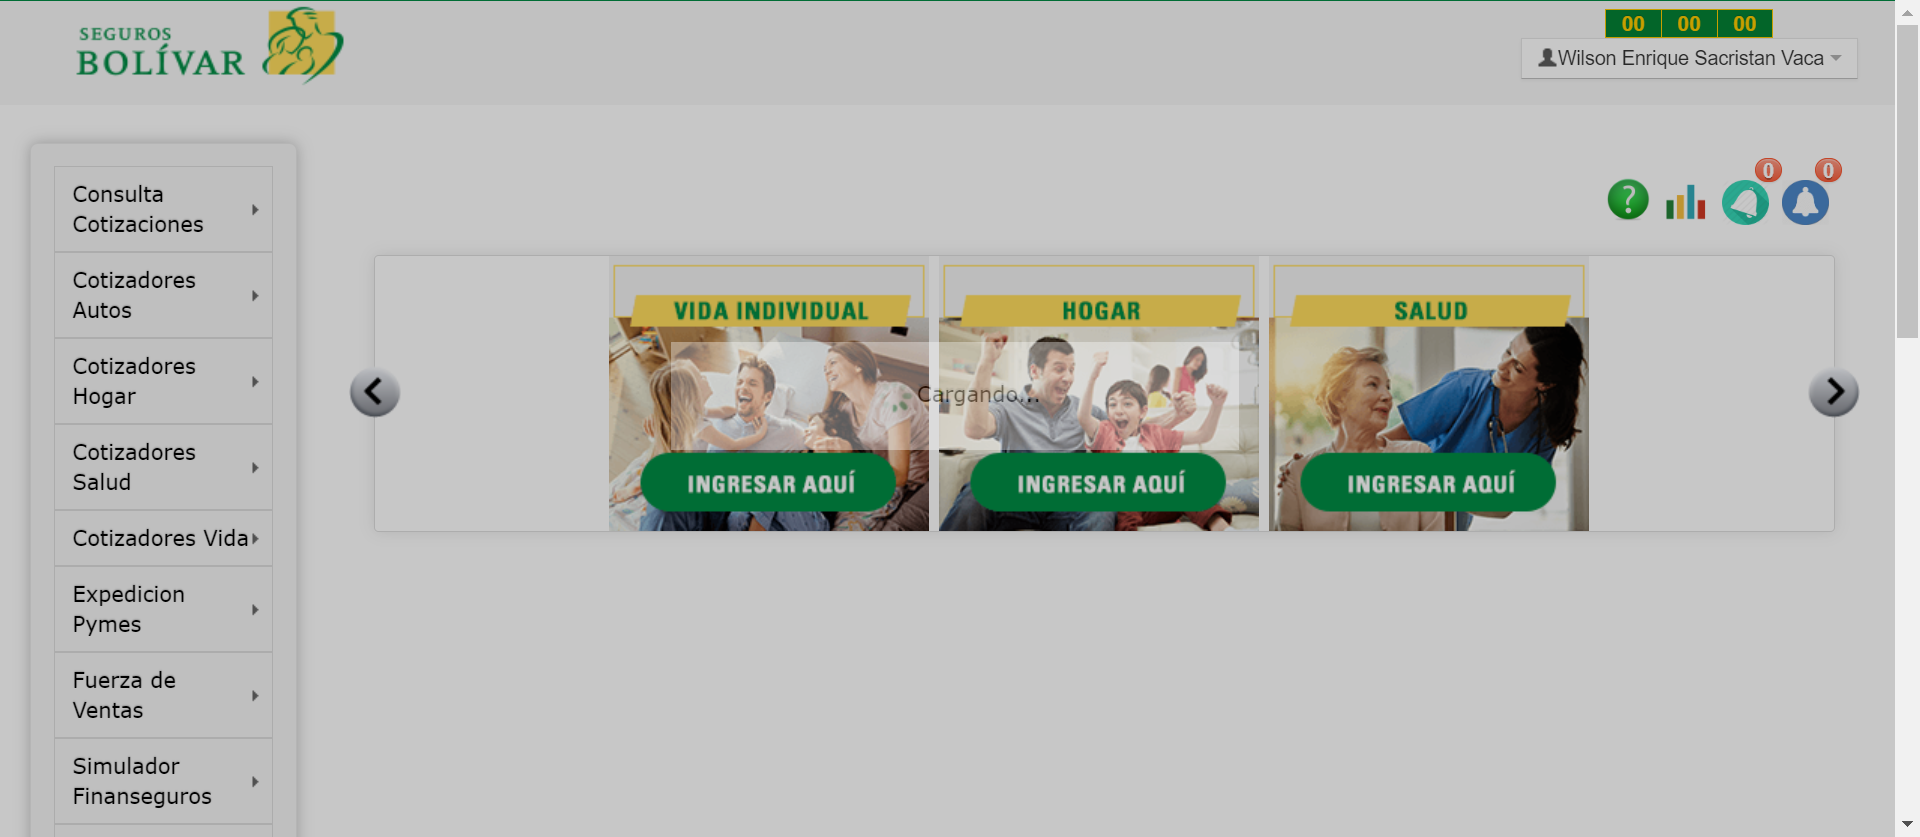 SEGUROS
BOLÍVAR
00 00 00
Wilson Enrique Sacristan Vaca
Consulta
Cotizaciones
Cotizadores
Autos
Cotizadores
Hogar
Cotizadores
Salud
Cotizadores Vida
Expedicion
Pymes
Fuerza de
Ventas
Simulador
Finanseguros
?
0
0
VIDA INDIVIDUAL
HOGAR
SALUD
Cargando...
INGRESAR AQUÍ
INGRESAR AQUÍ
INGRESAR AQUÍ